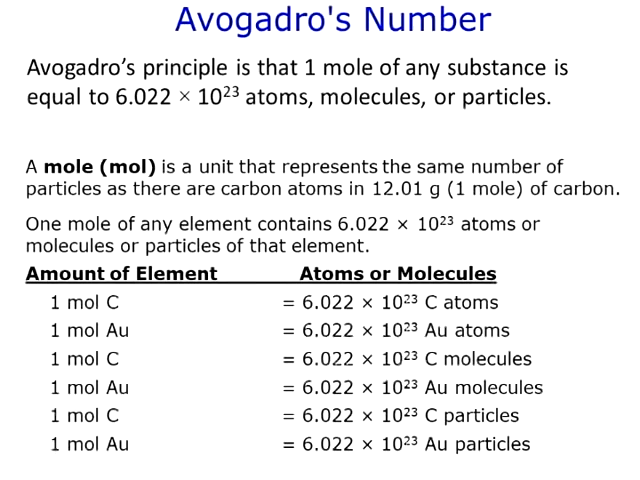 Avogadro's Number
Avogadro’s principle is that 1 mole of any substance is
equal to 6.022 × 10²³ atoms, molecules, or particles.
A mole (mol) is a unit that represents the same number of
particles as there are carbon atoms in 12.01 g (1 mole) of carbon.
One mole of any element contains 6.022 × 10²³ atoms or
molecules or particles of that element.
Amount of Element Atoms or Molecules
1 mol C = 6.022 × 10²³ C atoms
1 mol Au = 6.022 × 10²³ Au atoms
1 mol C = 6.022 × 10²³ C molecules
1 mol Au = 6.022 × 10²³ Au molecules
1 mol C = 6.022 × 10²³ C particles
1 mol Au = 6.022 × 10²³ Au particles